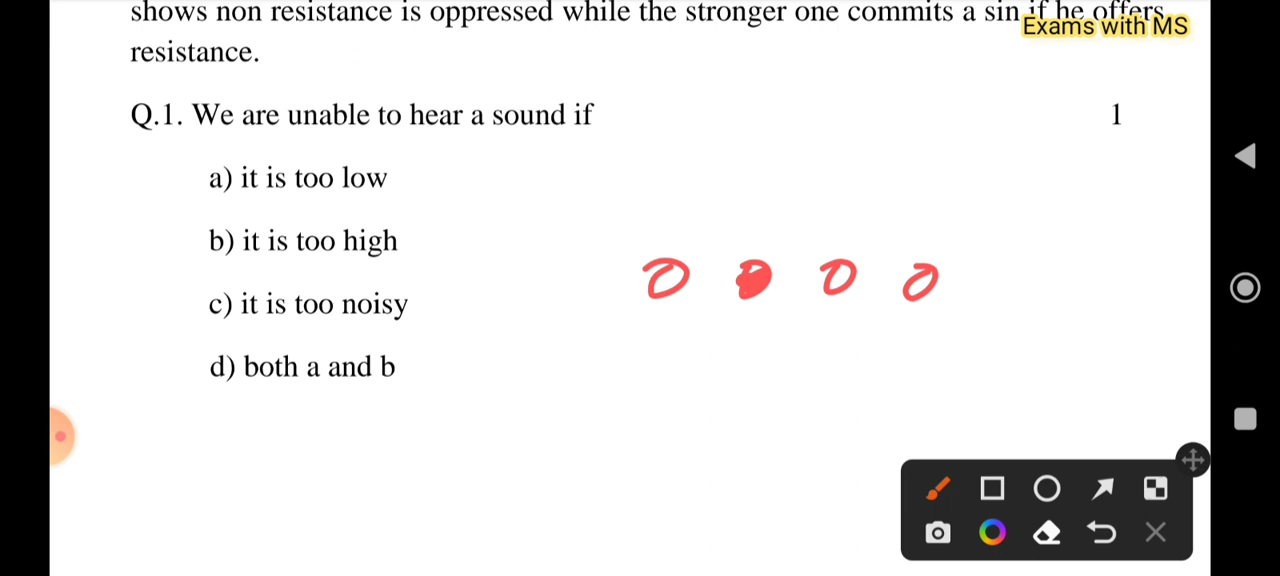 shows non resistance is oppressed while the stronger one commits a sin if he offers
Exams with MS
resistance.
Q.1. We are unable to hear a sound if 1
a) it is too low
b) it is too high
c) it is too noisy
d) both a and b